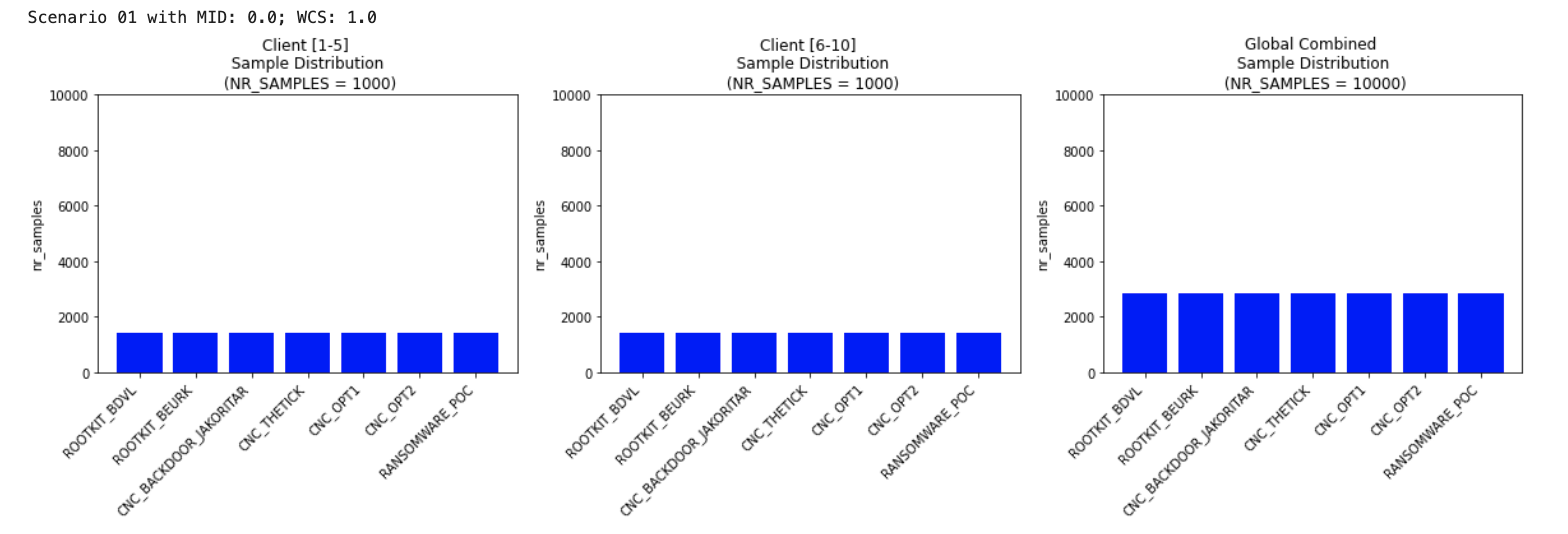 Scenario 01 with MID: 0.0; WCS: 1.0
Client [1-5]
Sample Distribution
(NR_SAMPLES = 1000)
nr_samples
10000
8000
6000
4000
2000
0
ROOTKIT_BDVL
ROOTKIT_BEURK
CNC_BACKDOOR_JAKORITAR
CNC_THETICK
CNC_OPT1
CNC_OPT2
RANSOMWARE_POC
Client [6-10]
Sample Distribution
(NR_SAMPLES = 1000)
nr_samples
10000
8000
6000
4000
2000
0
ROOTKIT_BDVL
ROOTKIT_BEURK
CNC_BACKDOOR_JAKORITAR
CNC_THETICK
CNC_OPT1
CNC_OPT2
RANSOMWARE_POC
Global Combined
Sample Distribution
(NR_SAMPLES = 10000)
nr_samples
10000
8000
6000
4000
2000
0
ROOTKIT_BDVL
ROOTKIT_BEURK
CNC_BACKDOOR_JAKORITAR
CNC_THETICK
CNC_OPT1
CNC_OPT2
RANSOMWARE_POC